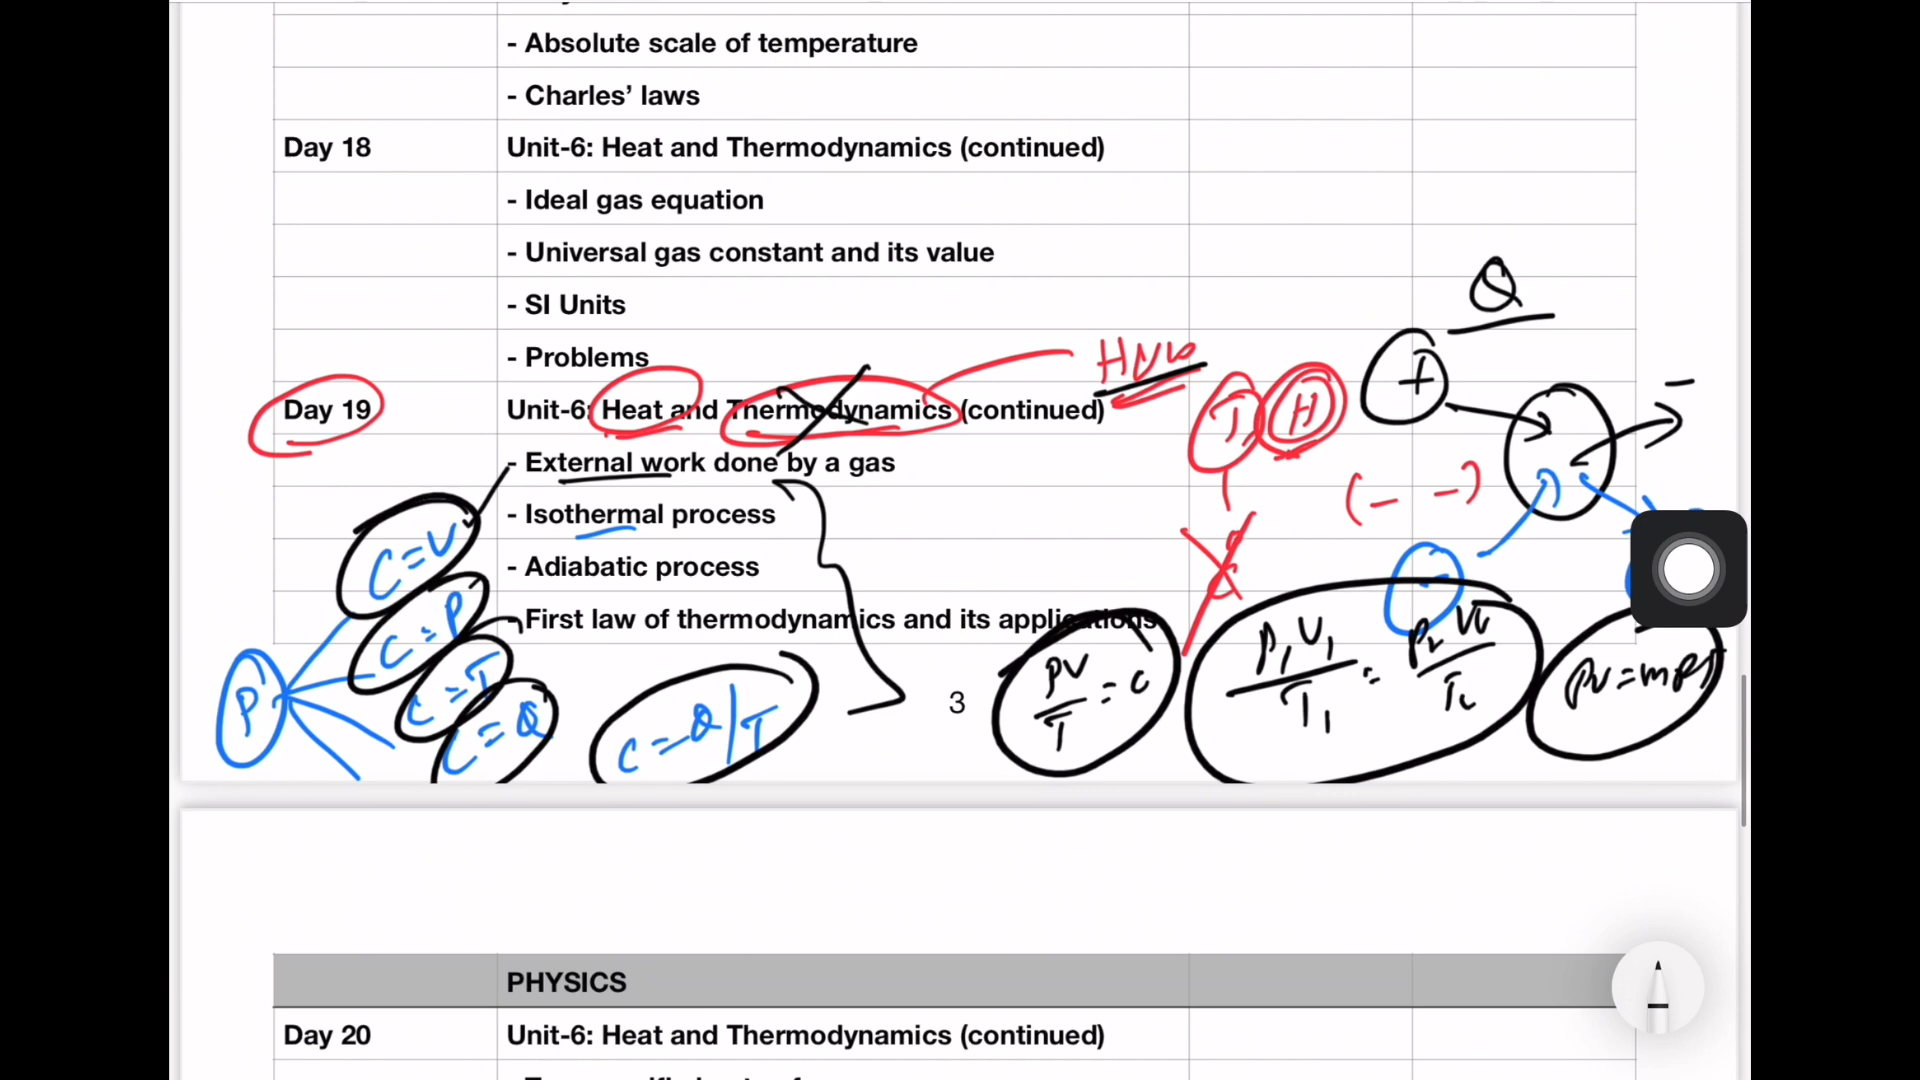 - Absolute scale of temperature
- Charles’ laws
Day 18 Unit-6: Heat and Thermodynamics (continued)
- Ideal gas equation
- Universal gas constant and its value
- SI Units
Q
- Problems
+
H
Day 19 Unit-6: Heat and Thermodynamics (continued)
- External work done by a gas
- Isothermal process
C=V
- Adiabatic process
- First law of thermodynamics and its applications
C=P
C=T
C=Q
P
C=Q/T
3
PV/T = C
P1V1/T1 =
PHYSICS
Day 20 Unit-6: Heat and Thermodynamics (continued)